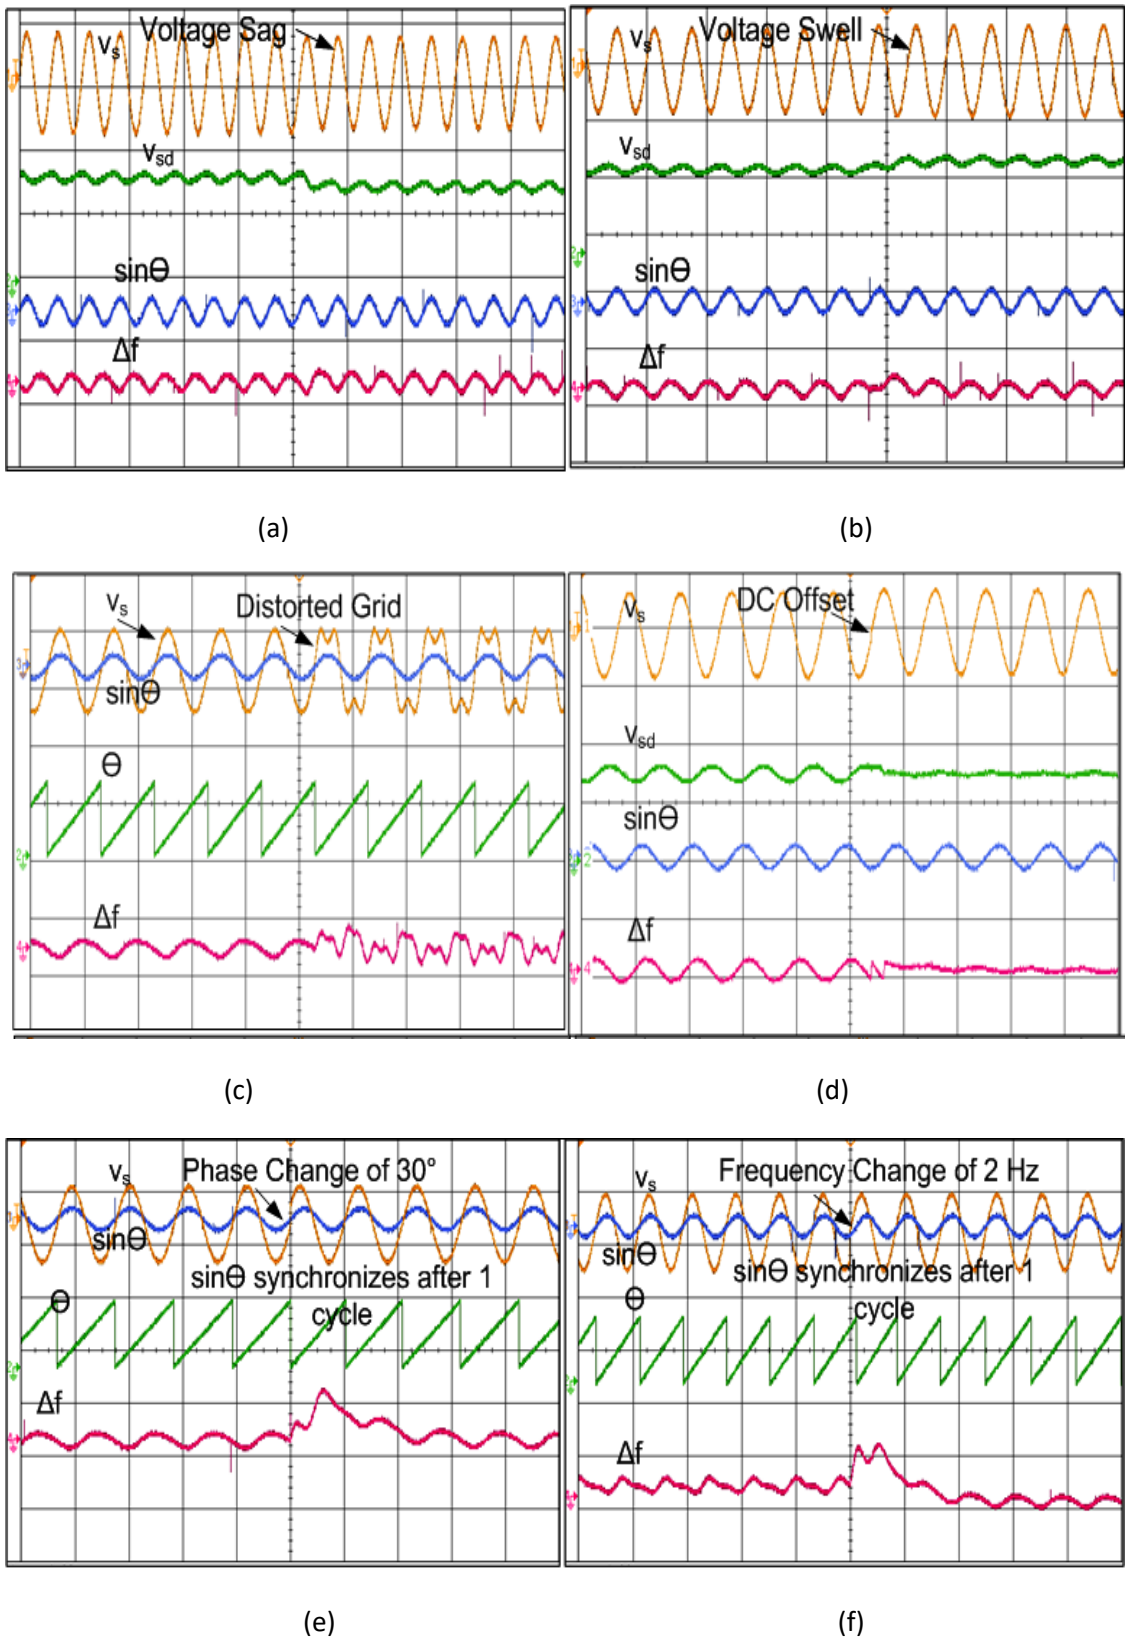 Voltage Sag
vs
vsd
sinΘ
Δf
(a)
Voltage Swell
vs
vsd
sinΘ
Δf
(b)
vs
Distorted Grid
sinΘ
Θ
Δf
(c)
DC Offset
vs
vsd
sinΘ
Δf
(d)
vs
Phase Change of 30°
sinΘ
sinΘ synchronizes after 1
cycle
Θ
Δf
(e)
Frequency Change of 2 Hz
vs
sinΘ
sinΘ synchronizes after 1
cycle
Θ
Δf
(f)